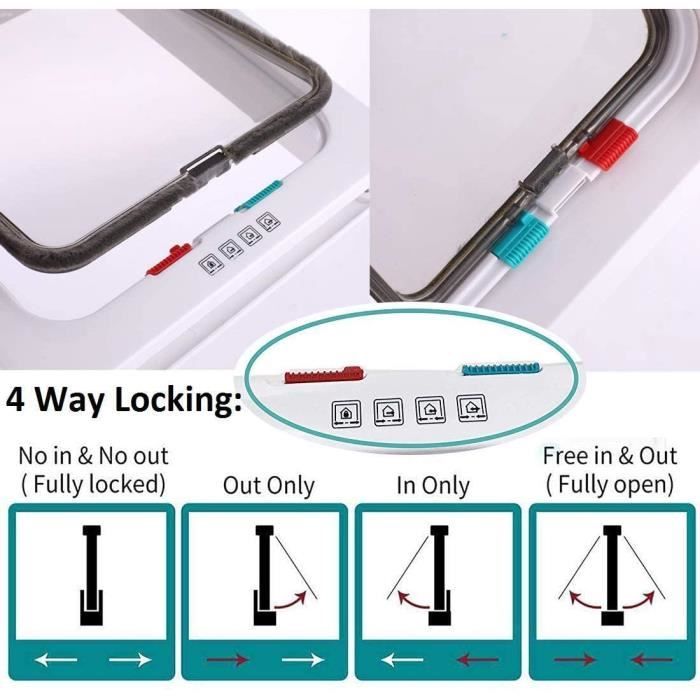 4 Way Locking:
No in & No out
( Fully locked)
Out Only
In Only
Free in & Out
( Fully open)